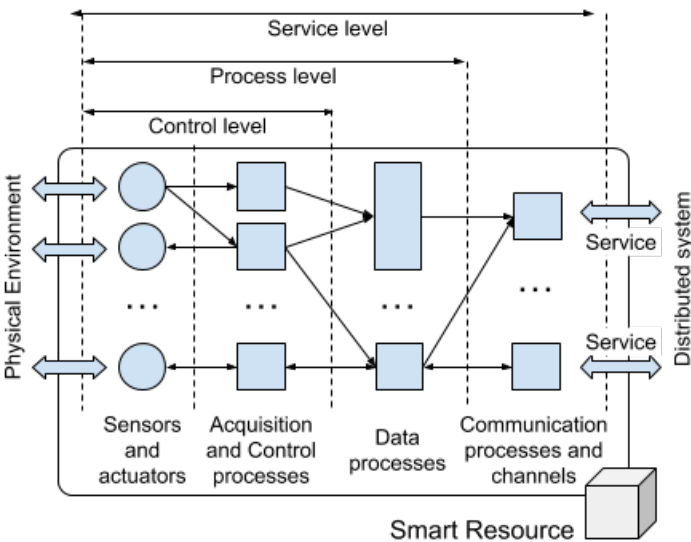 Service level
Process level
Control level
Physical Environment
Distributed system
Service
...
...
...
...
Service
Sensors
and
actuators
Acquisition
and Control
processes
Data
processes
Communication
processes and
channels
Smart Resource